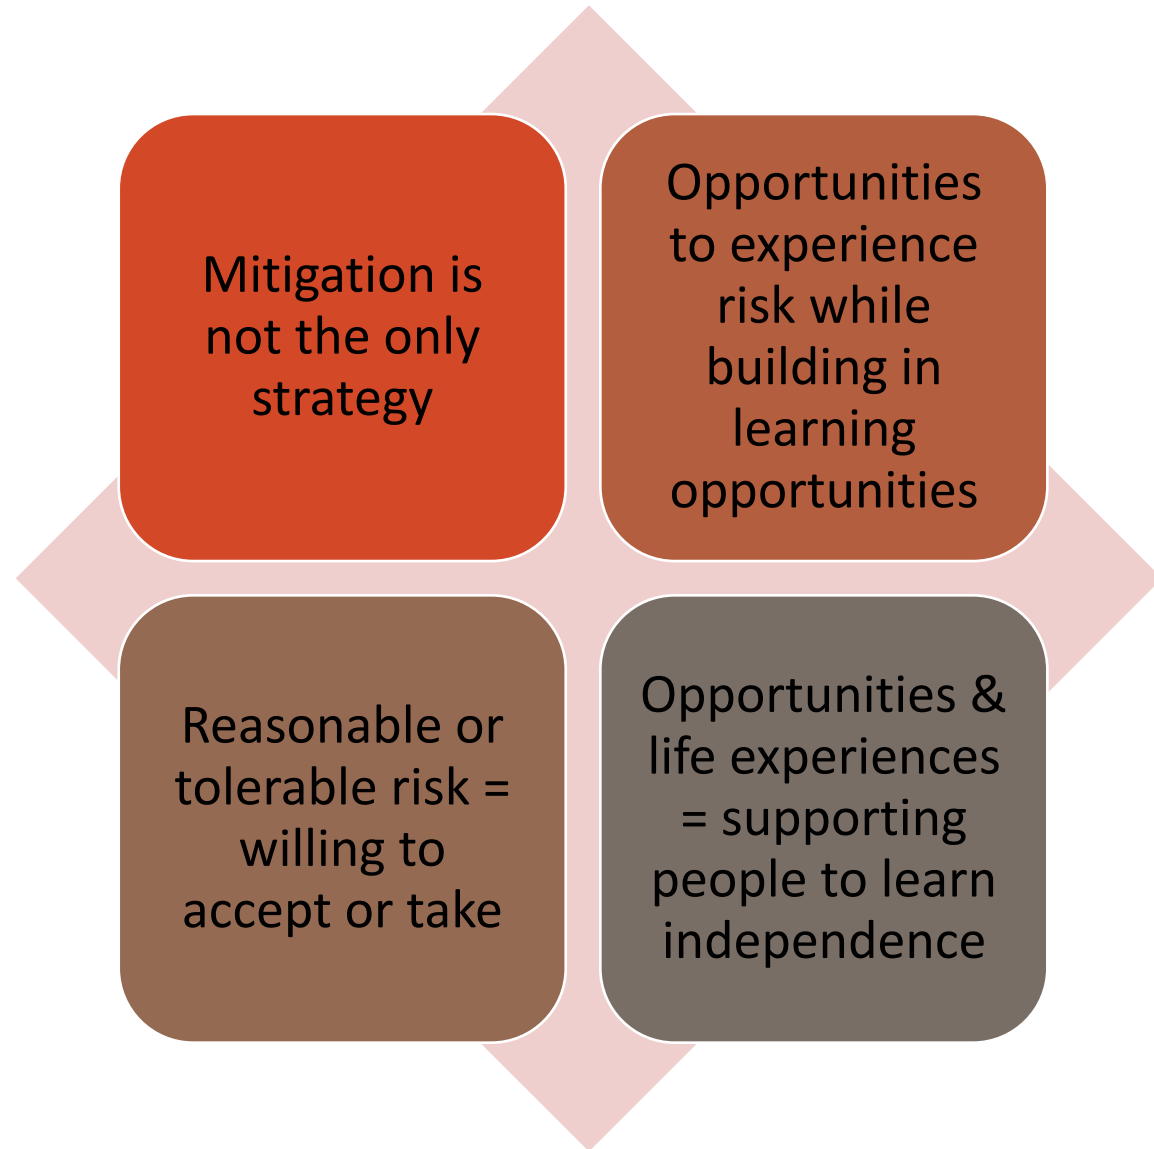 Mitigation is
not the only
strategy
Opportunities
to experience
risk while
building in
learning
opportunities
Reasonable or
tolerable risk =
willing to
accept or take
Opportunities &
life experiences
= supporting
people to learn
independence